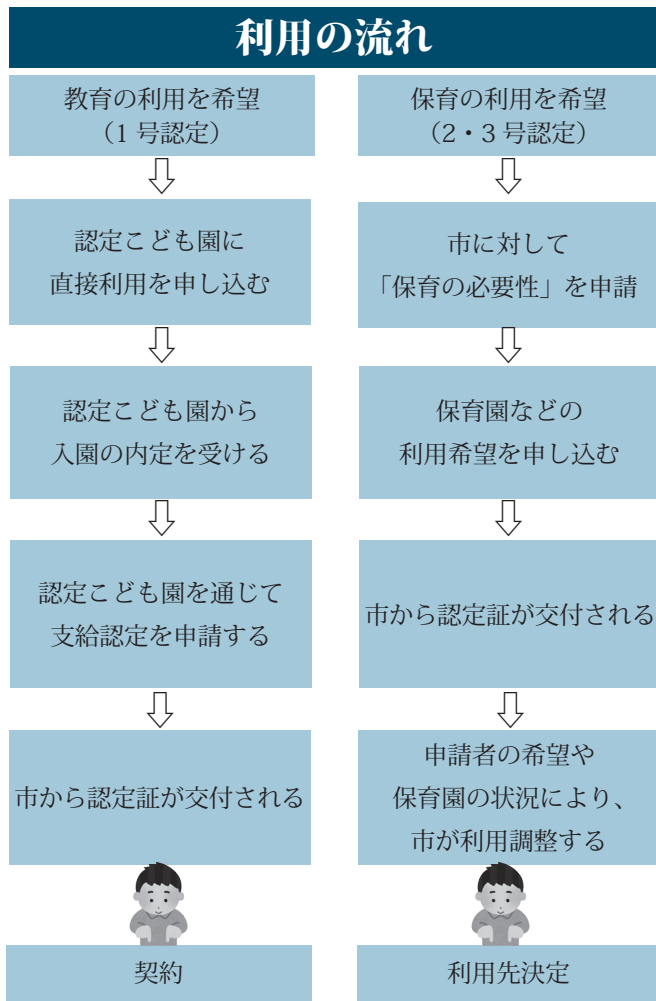 利用の流れ
教育の利用を希望
（1 号認定）
認定こども園に
直接利用を申し込む
認定こども園から
入園の内定を受ける
認定こども園を通じて
支給認定を申請する
市から認定証が交付される
契約
保育の利用を希望
（2・3 号認定）
市に対して
「保育の必要性」を申請
保育園などの
利用希望を申し込む
市から認定証が交付される
申請者の希望や
保育園の状況により、
市が利用調整する
利用先決定